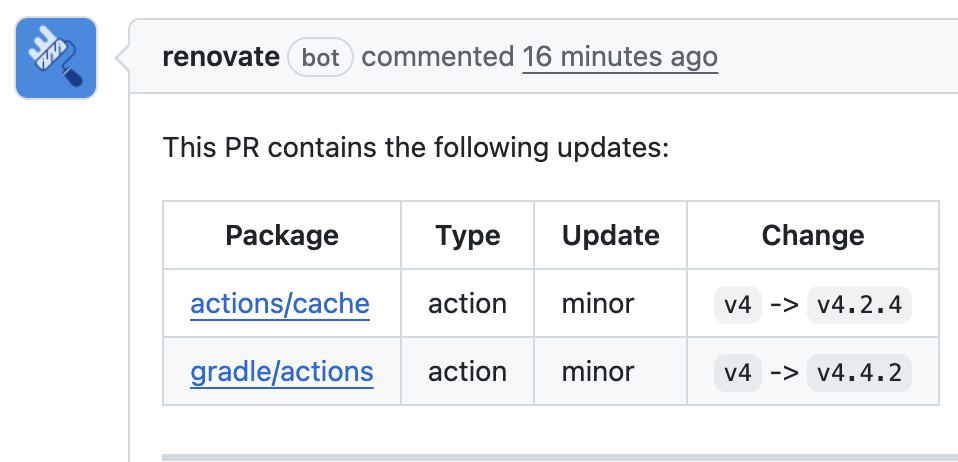 renovate bot commented 16 minutes ago
This PR contains the following updates:
Package Type Update Change
actions/cache action minor v4 -> v4.2.4
gradle/actions action minor v4 -> v4.4.2